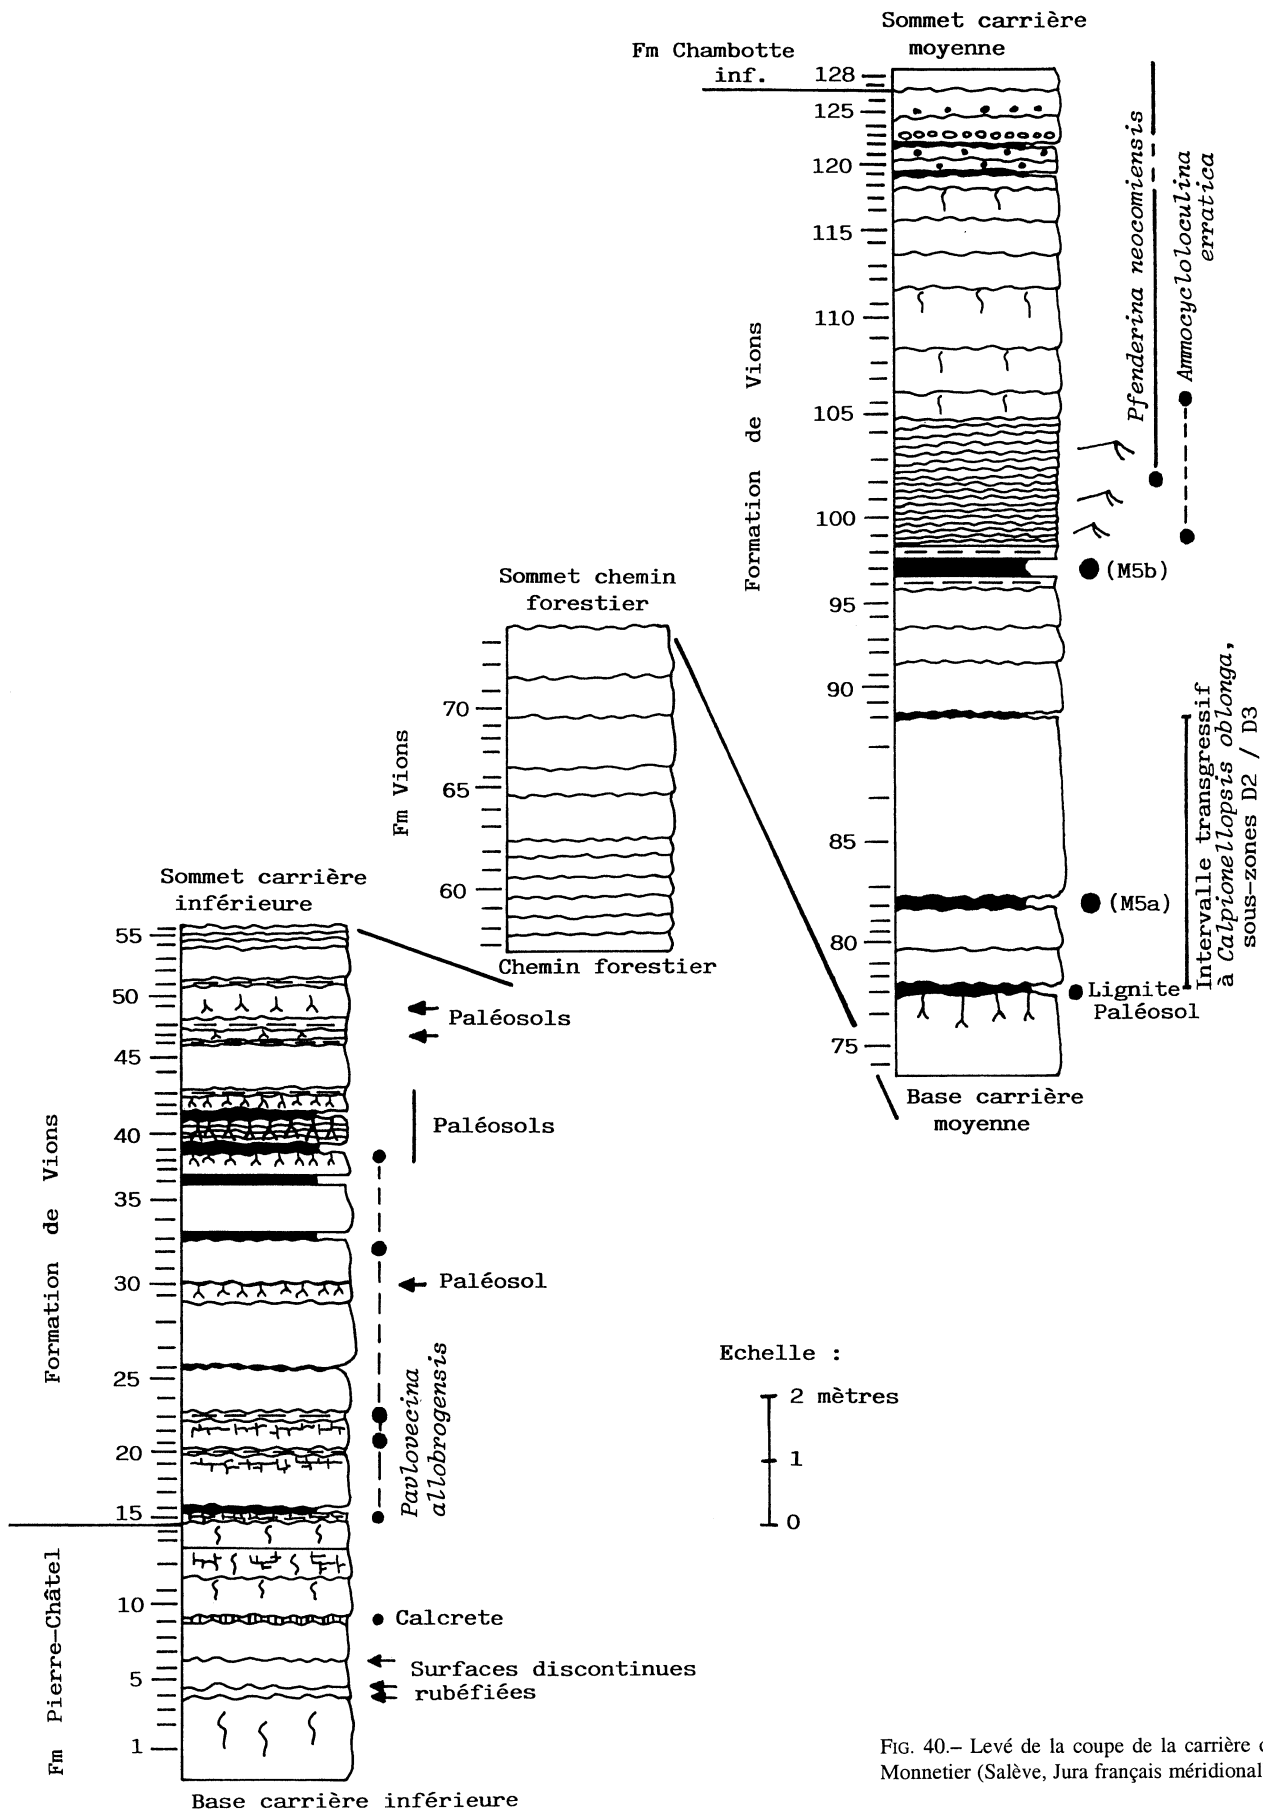 Sommet carrière
moyenne
Fm Chambotte
inf.
128
125
120
115
110
105
100
95
90
85
80
75
Formation de Vions
Pfenderina neocomiensis
Ammocycloloculina
erratica
(M5b)
(M5a)
Intervalle transgressif
à Calpionellopsis oblonga,
sous-zones D2 / D3
Lignite
Paléosol
Base carrière
moyenne
Sommet chemin
forestier
70
65
60
Fm Vions
Chemin forestier
Sommet carrière
inférieure
55
50
45
40
35
30
25
20
15
10
5
1
Formation de Vions
Fm Pierre-Châtel
Paléosols
Paléosols
Paléosol
Pavlovecina
allobrogensis
Calcrete
Surfaces discontinues
rubéfiées
Base carrière inférieure
Echelle :
2 mètres
1
0
FIG. 40.– Levé de la coupe de la carrière
Monnetier (Salève, Jura français méridional